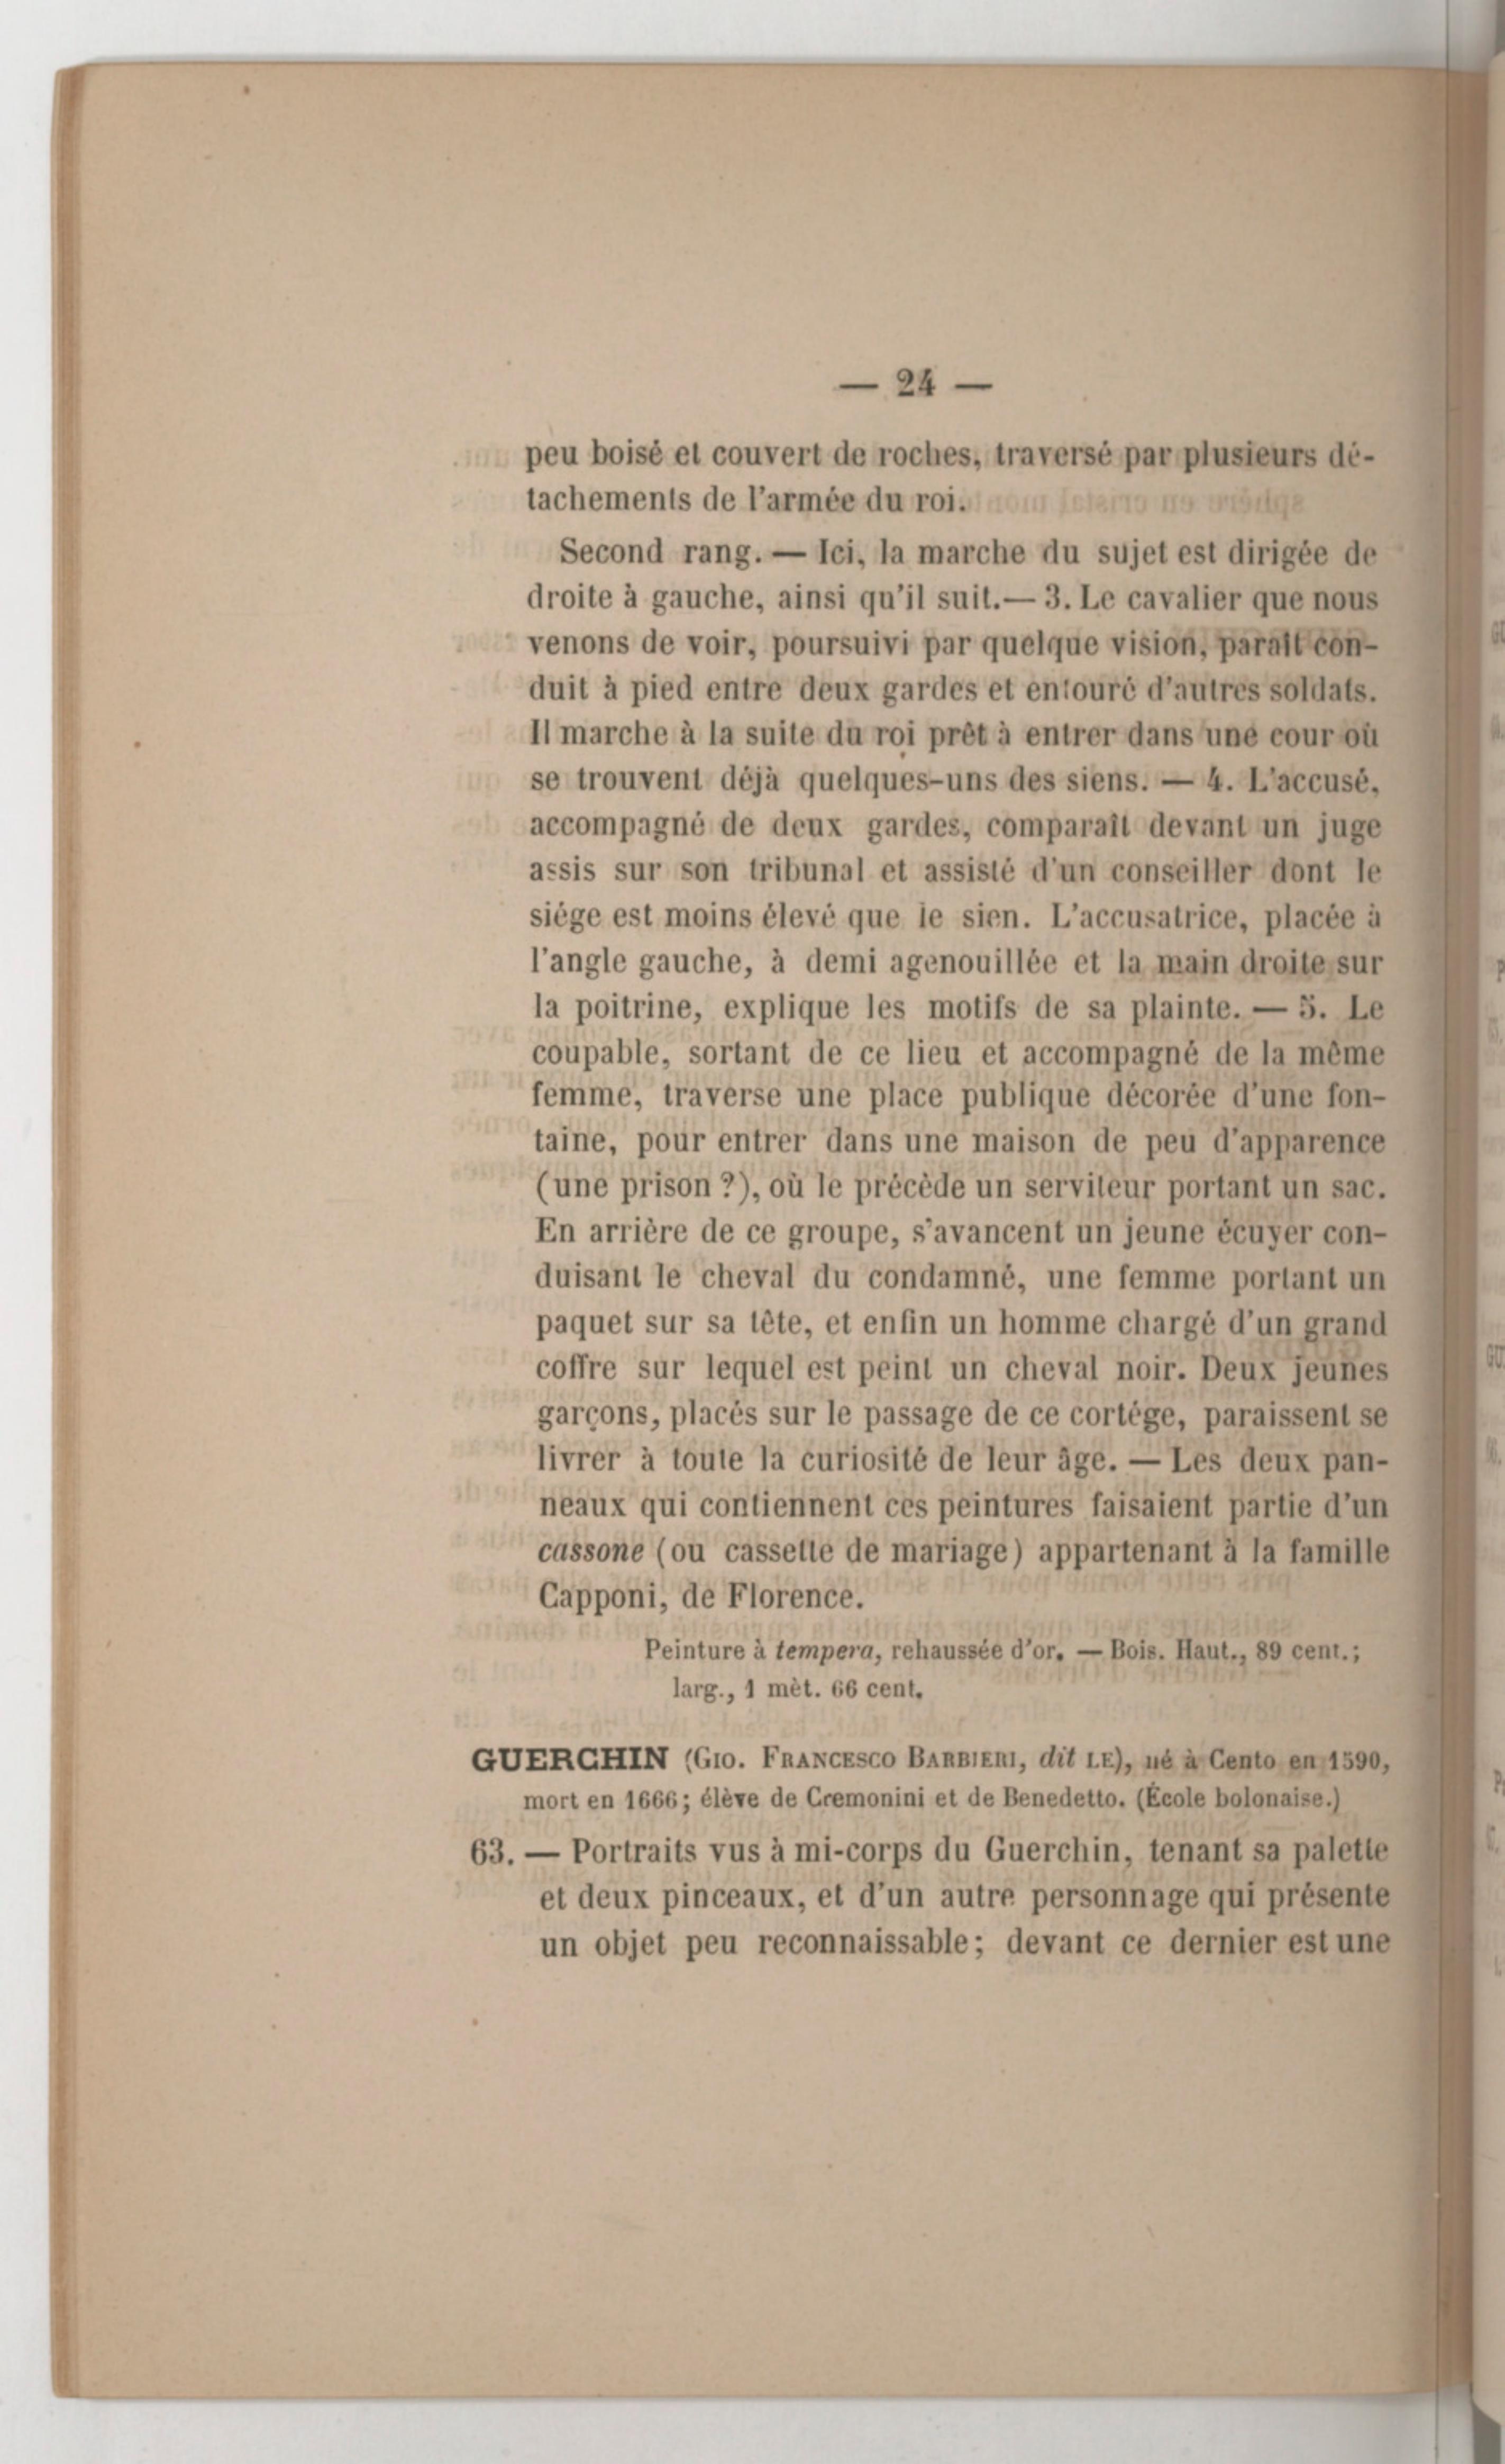 — 24 —
peu boisé et couvert de roches, traversé par plusieurs dé-
tachements de l'armée du roi.
Second rang. — Ici, la marche du sujet est dirigée de
droite à gauche, ainsi qu'il suit. — 3. Le cavalier que nous
venons de voir, poursuivi par quelque vision, paraît con-
duit à pied entre deux gardes et entouré d'autres soldats.
Il marche à la suite du roi prêt à entrer dans une cour où
se trouvent déjà quelques-uns des siens. — 4. L'accusé,
accompagné de deux gardes, comparaît devant un juge
assis sur son tribunal et assisté d'un conseiller dont le
siége est moins élevé que le sien. L'accusatrice, placée à
l'angle gauche, à demi agenouillée et la main droite sur
la poitrine, explique les motifs de sa plainte. — 5. Le
coupable, sortant de ce lieu et accompagné de la même
femme, traverse une place publique décorée d'une fon-
taine, pour entrer dans une maison de peu d'apparence
(une prison ?), où le précède un serviteur portant un sac.
En arrière de ce groupe, s'avancent un jeune écuyer con-
duisant le cheval du condamné, une femme portant un
paquet sur sa tête, et enfin un homme chargé d'un grand
coffre sur lequel est peint un cheval noir. Deux jeunes
garçons, placés sur le passage de ce cortége, paraissent se
livrer à toute la curiosité de leur âge. — Les deux pan-
neaux qui contiennent ces peintures faisaient partie d'un
cassone (ou cassette de mariage) appartenant à la famille
Capponi, de Florence.
Peinture à tempera, rehaussée d'or. — Bois. Haut., 89 cent.;
larg., 1 mèt. 66 cent.
GUERCHIN (GIO. FRANCESCO BARBIERI, dit LE), né à Cento en 1590,
mort en 1666; élève de Cremonini et de Benedetto. (École bolonaise.)
63. — Portraits vus à mi-corps du Guerchin, tenant sa palette
et deux pinceaux, et d'un autre personnage qui présente
un objet peu reconnaissable; devant ce dernier est une